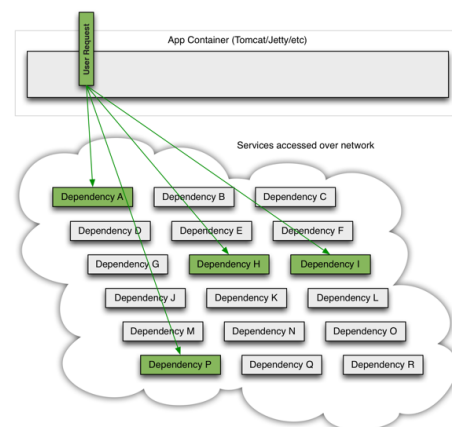 App Container (Tomcat/Jetty/etc)
User Request
Services accessed over network
Dependency A
Dependency B
Dependency C
Dependency D
Dependency E
Dependency F
Dependency G
Dependency H
Dependency I
Dependency J
Dependency K
Dependency L
Dependency M
Dependency N
Dependency O
Dependency P
Dependency Q
Dependency R